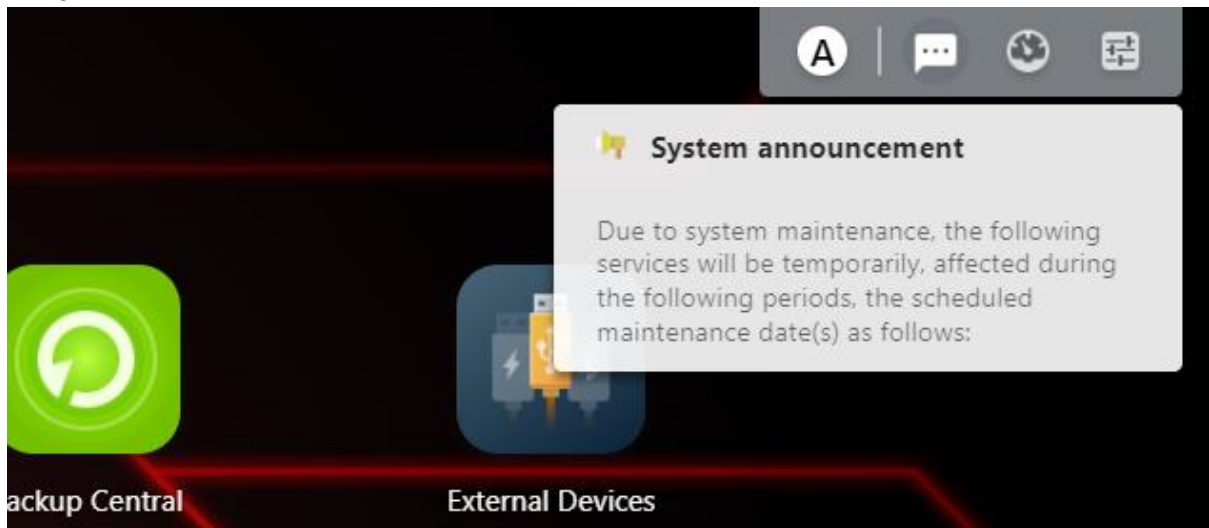 A
System announcement
Due to system maintenance, the following
services will be temporarily, affected during
the following periods, the scheduled
maintenance date(s) as follows:
ackup Central
External Devices